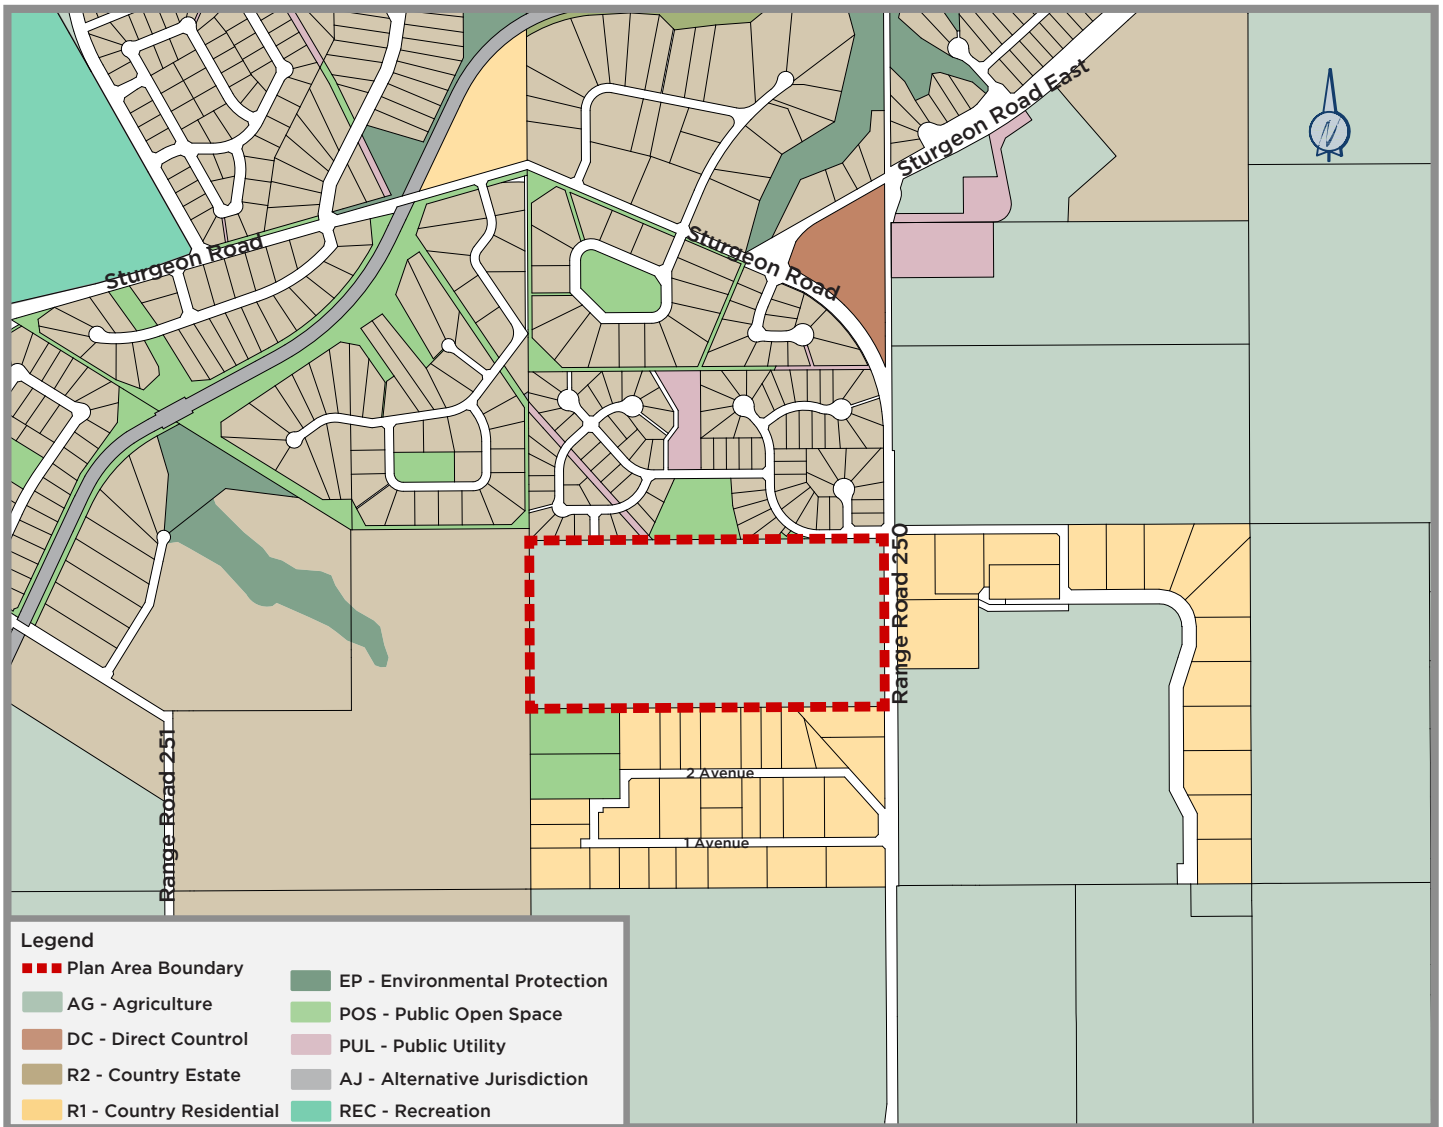 Sturgeon Road East
Sturgeon Road
Sturgeon Road
N
Range Road 250
Range Road 251
2 Avenue
1 Avenue
Legend
Plan Area Boundary
AG - Agriculture
DC - Direct Countrol
R2 - Country Estate
R1 - Country Residential
EP - Environmental Protection
POS - Public Open Space
PUL - Public Utility
AJ - Alternative Jurisdiction
REC - Recreation